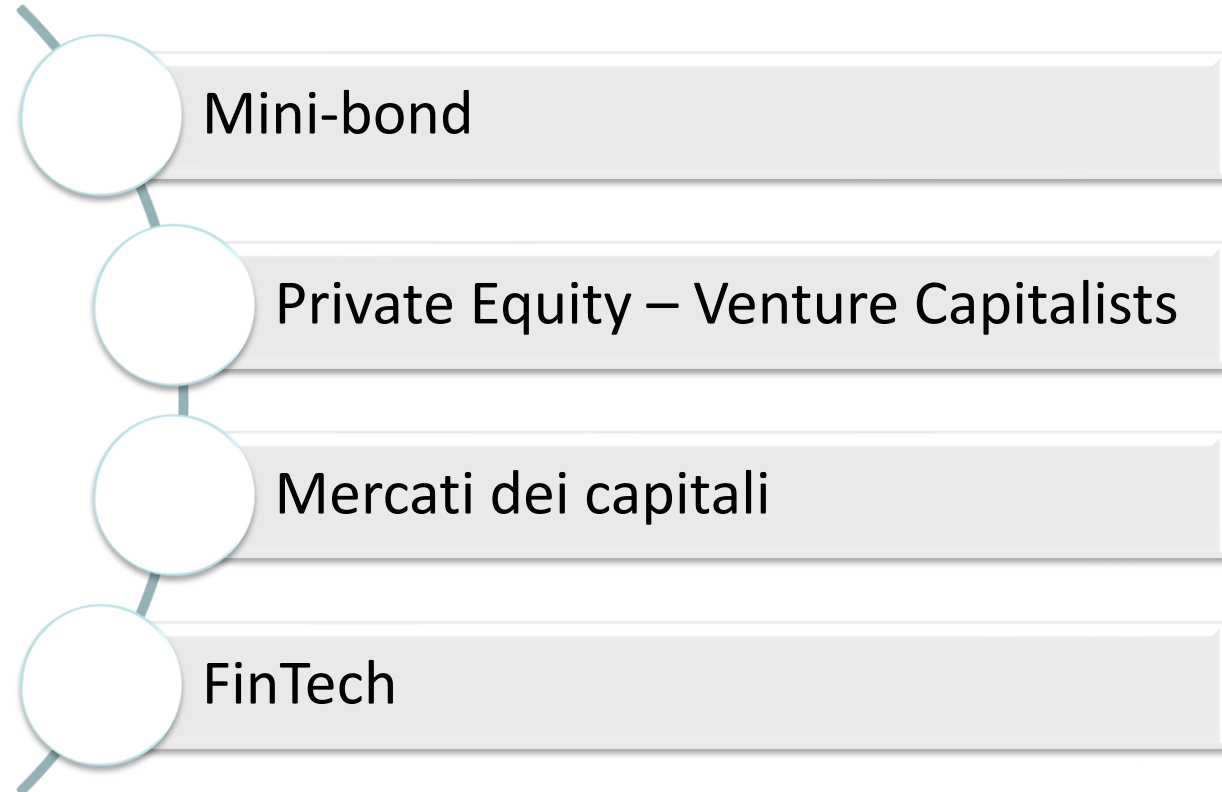 Mini-bond
Private Equity – Venture Capitalists
Mercati dei capitali
FinTech